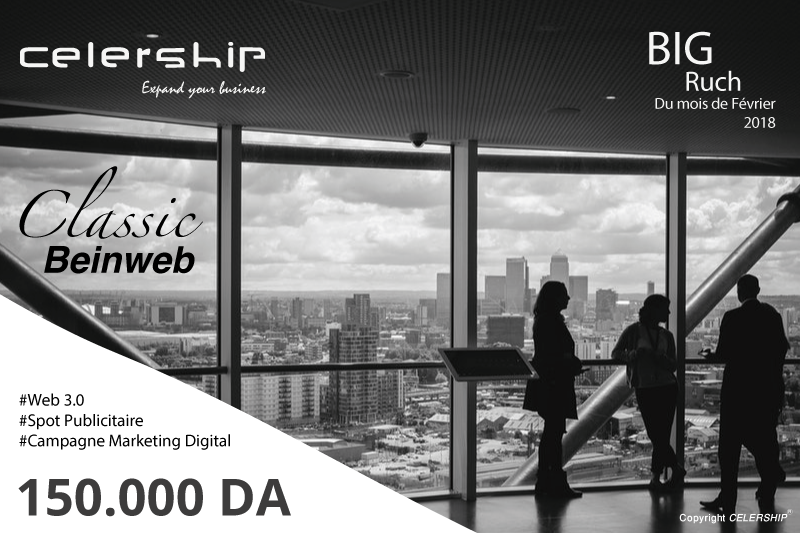 celership
Expand your business
BIG
Ruch
Du mois de Février
2018
Classic
Beinweb
#Web 3.0
#Spot Publicitaire
#Campagne Marketing Digital
150.000 DA
Copyright CELERSHIP®